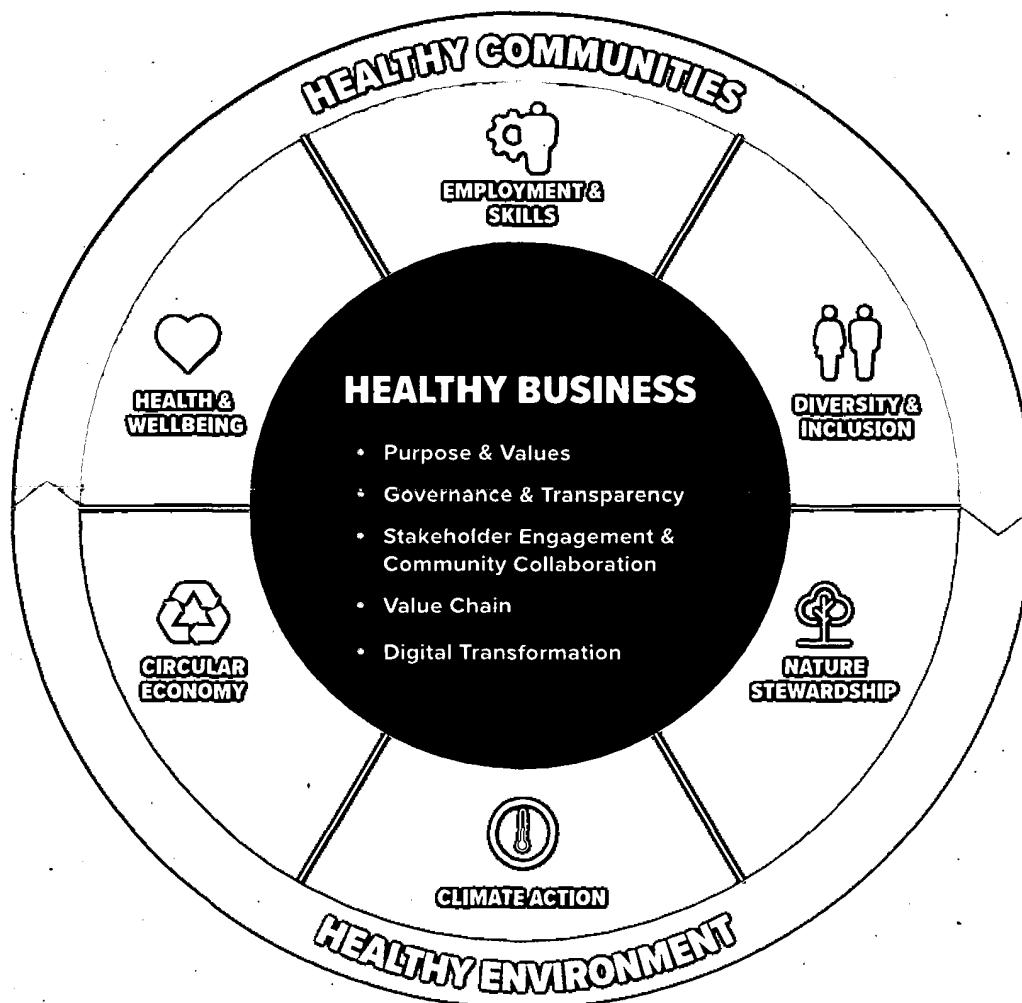 HEALTHY COMMUNITIES
EMPLOYMENT &
SKILLS
HEALTH &
WELLBEING
DIVERSITY &
INCLUSION
HEALTHY BUSINESS
• Purpose & Values
• Governance & Transparency
• Stakeholder Engagement &
Community Collaboration
• Value Chain
• Digital Transformation
CIRCULAR
ECONOMY
NATURE
STEWARDSHIP
CLIMATE ACTION
HEALTHY ENVIRONMENT